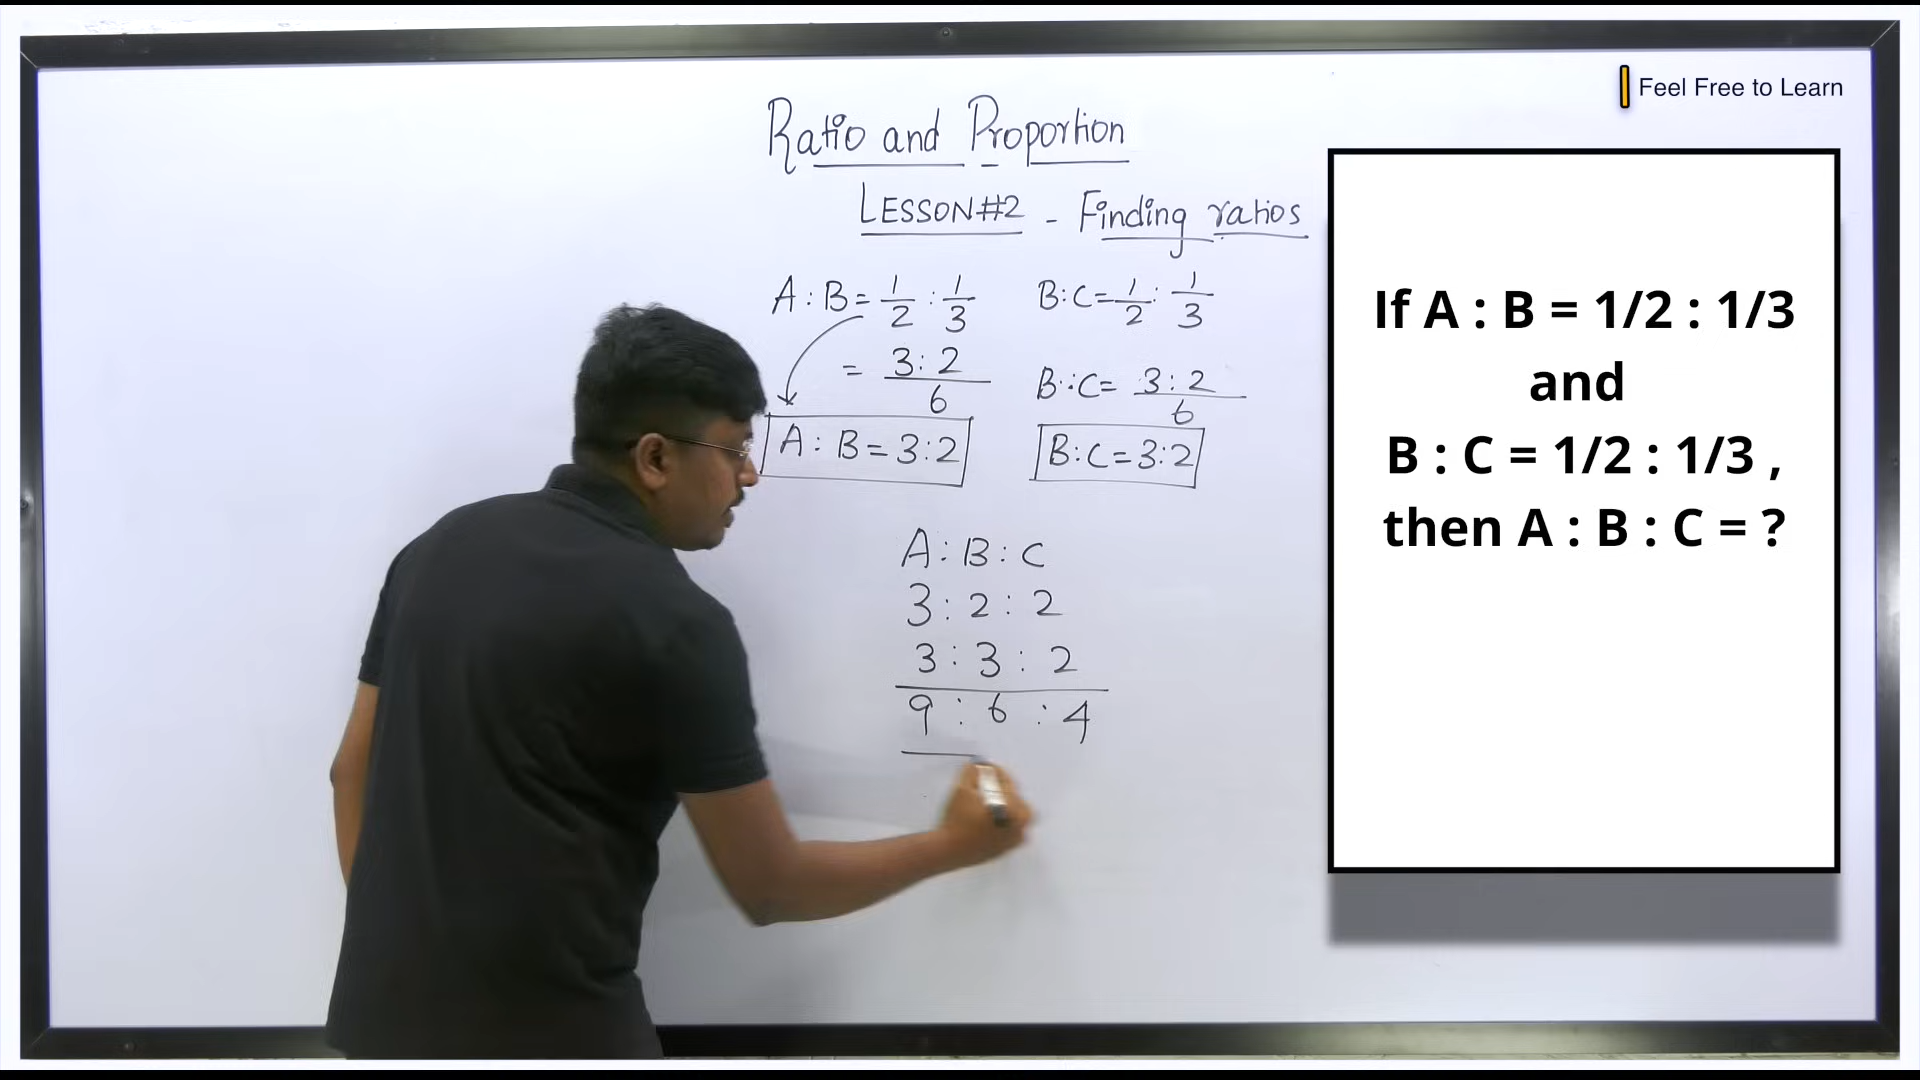 Feel Free to Learn
Ratio and Proportion
LESSON#2 - Finding ratios
A : B = 1/2 : 1/3
= 3 : 2 / 6
A : B = 3 : 2
B : C = 1/2 : 1/3
B : C = 3 : 2 / 6
B : C = 3 : 2
A : B : C
3 : 2 : 2
3 : 3 : 2
9 : 6 : 4
If A : B = 1/2 : 1/3
and
B : C = 1/2 : 1/3 ,
then A : B : C = ?